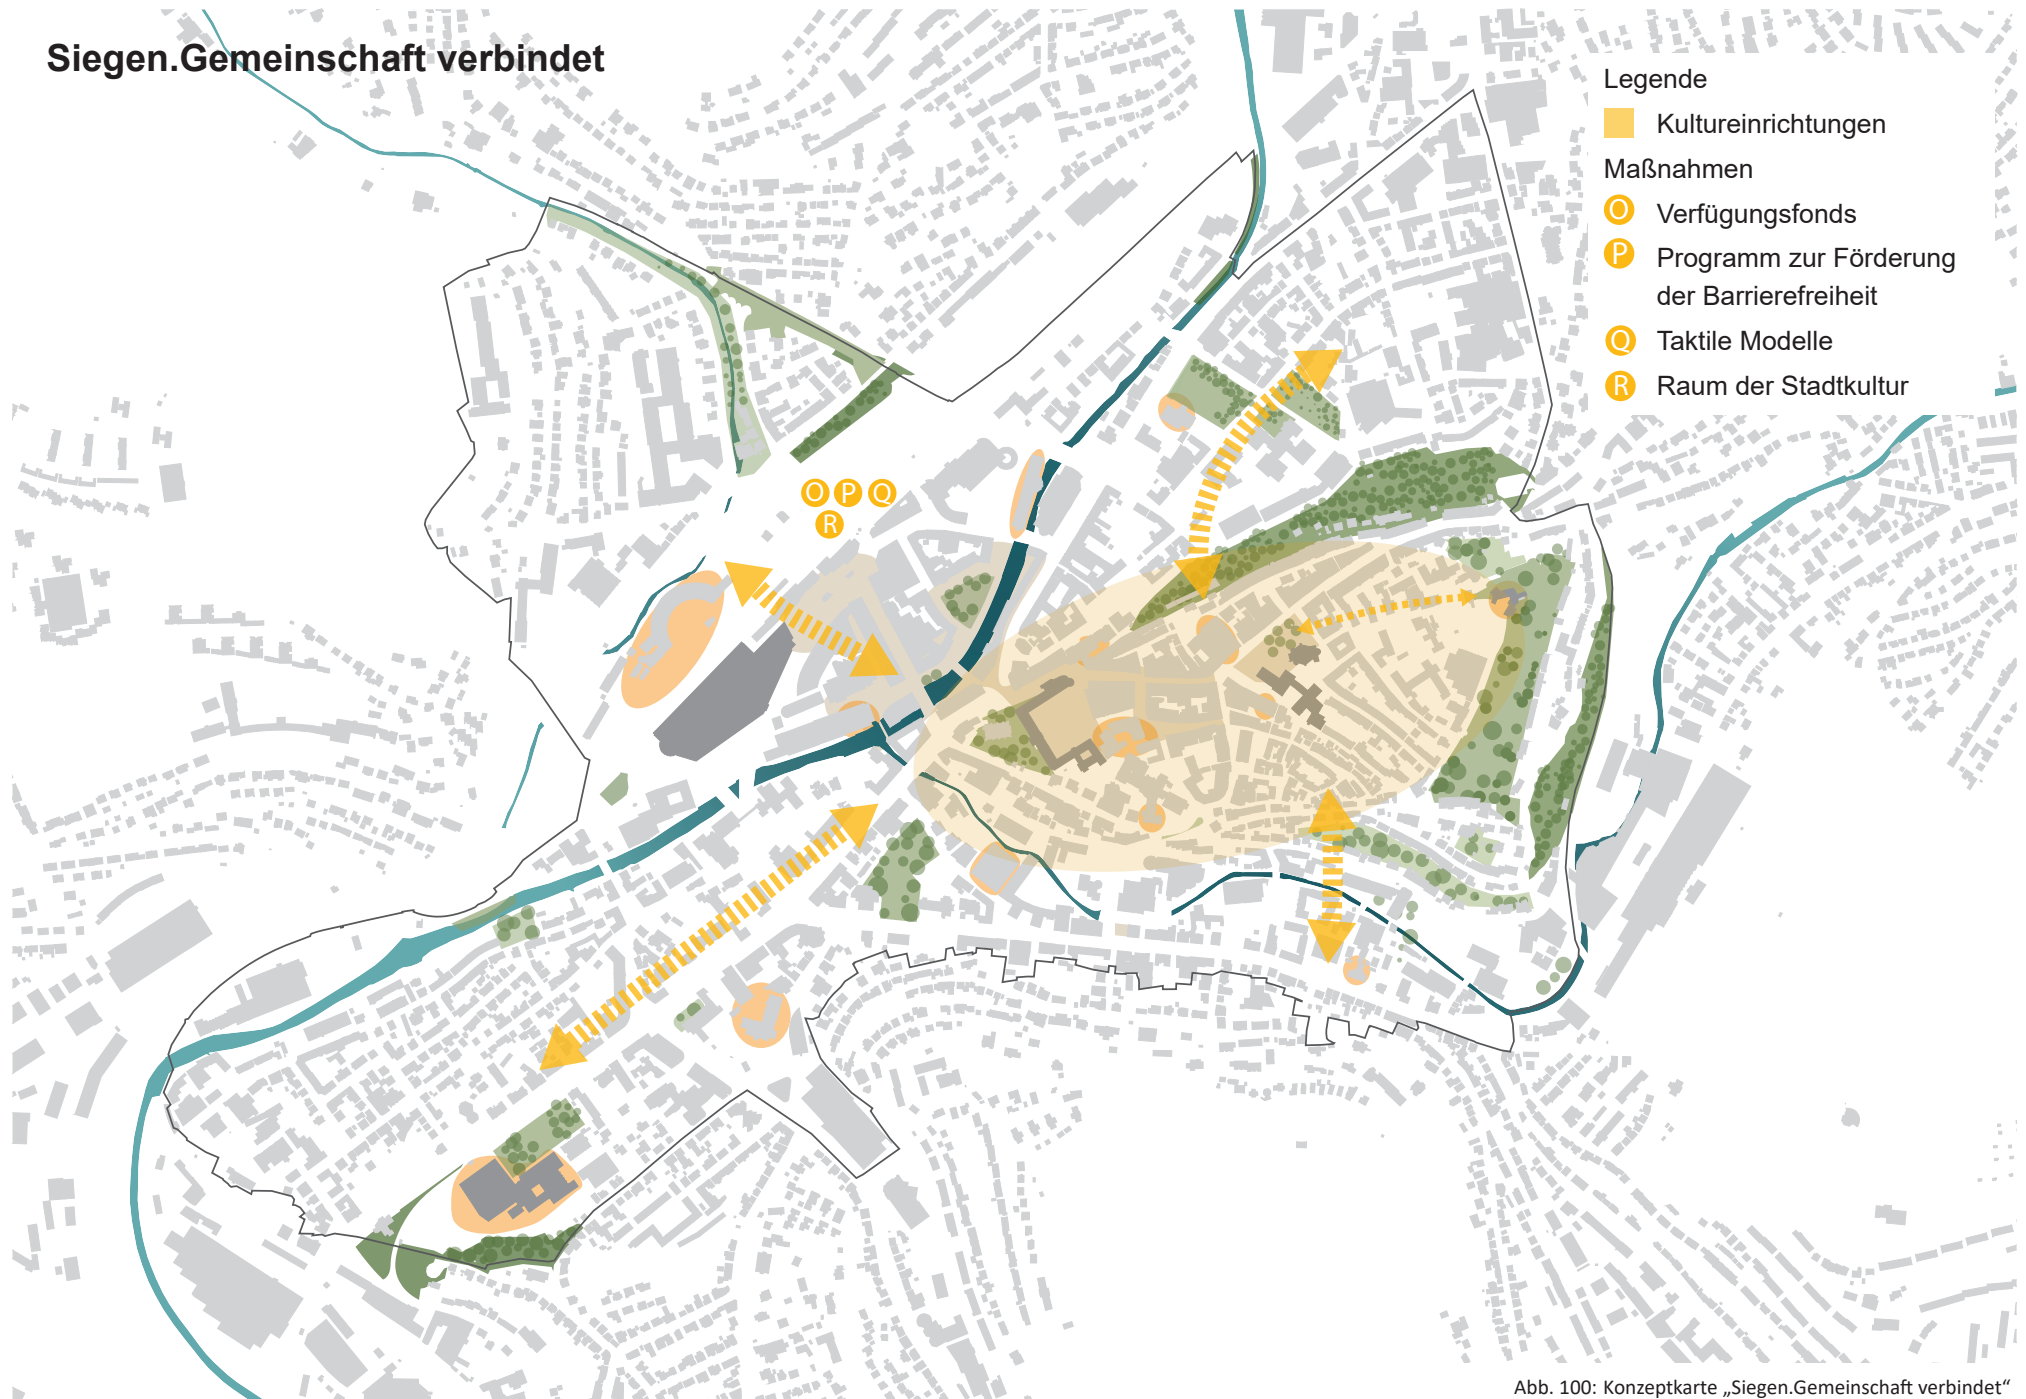 Siegen.Gemeinschaft verbindet
Legende
Kultureinrichtungen
Maßnahmen
O Verfügungsfonds
P Programm zur Förderung
der Barrierefreiheit
Q Taktile Modelle
R Raum der Stadtkultur
O P Q
R
Abb. 100: Konzeptkarte „Siegen.Gemeinschaft verbindet“